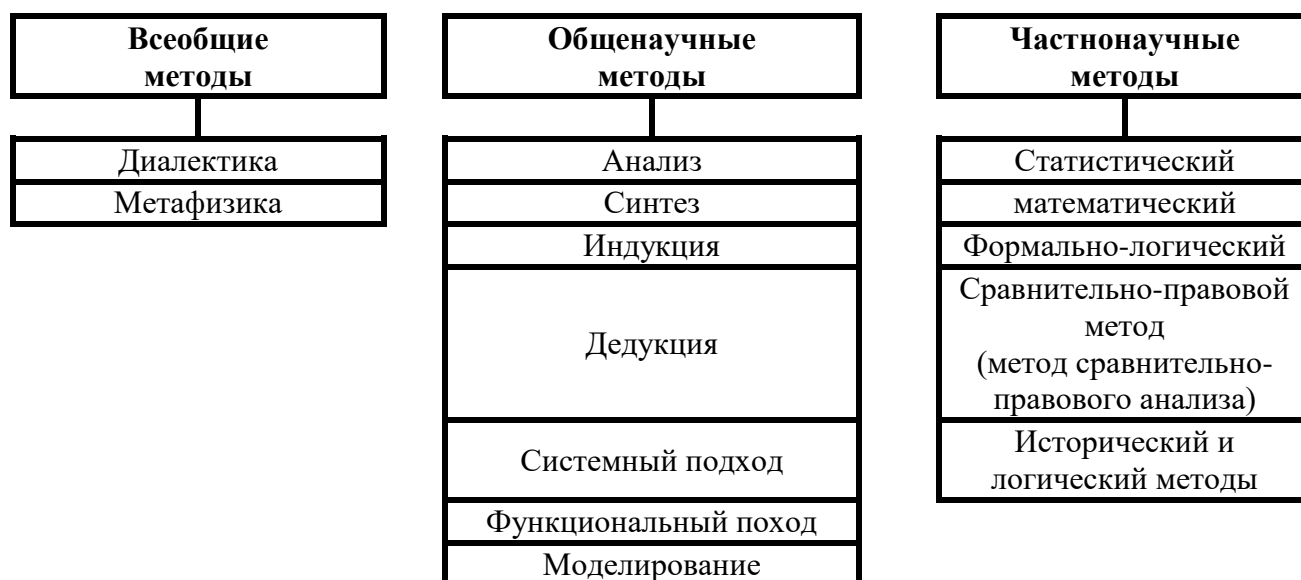 Всеобщие
методы
Диалектика
Метафизика
Общенаучные
методы
Анализ
Синтез
Индукция
Дедукция
Системный подход
Функциональный поход
Моделирование
Частнонаучные
методы
Статистический
математический
Формально-логический
Сравнительно-правовой
метод
(метод сравнительно-
правового анализа)
Исторический и
логический методы